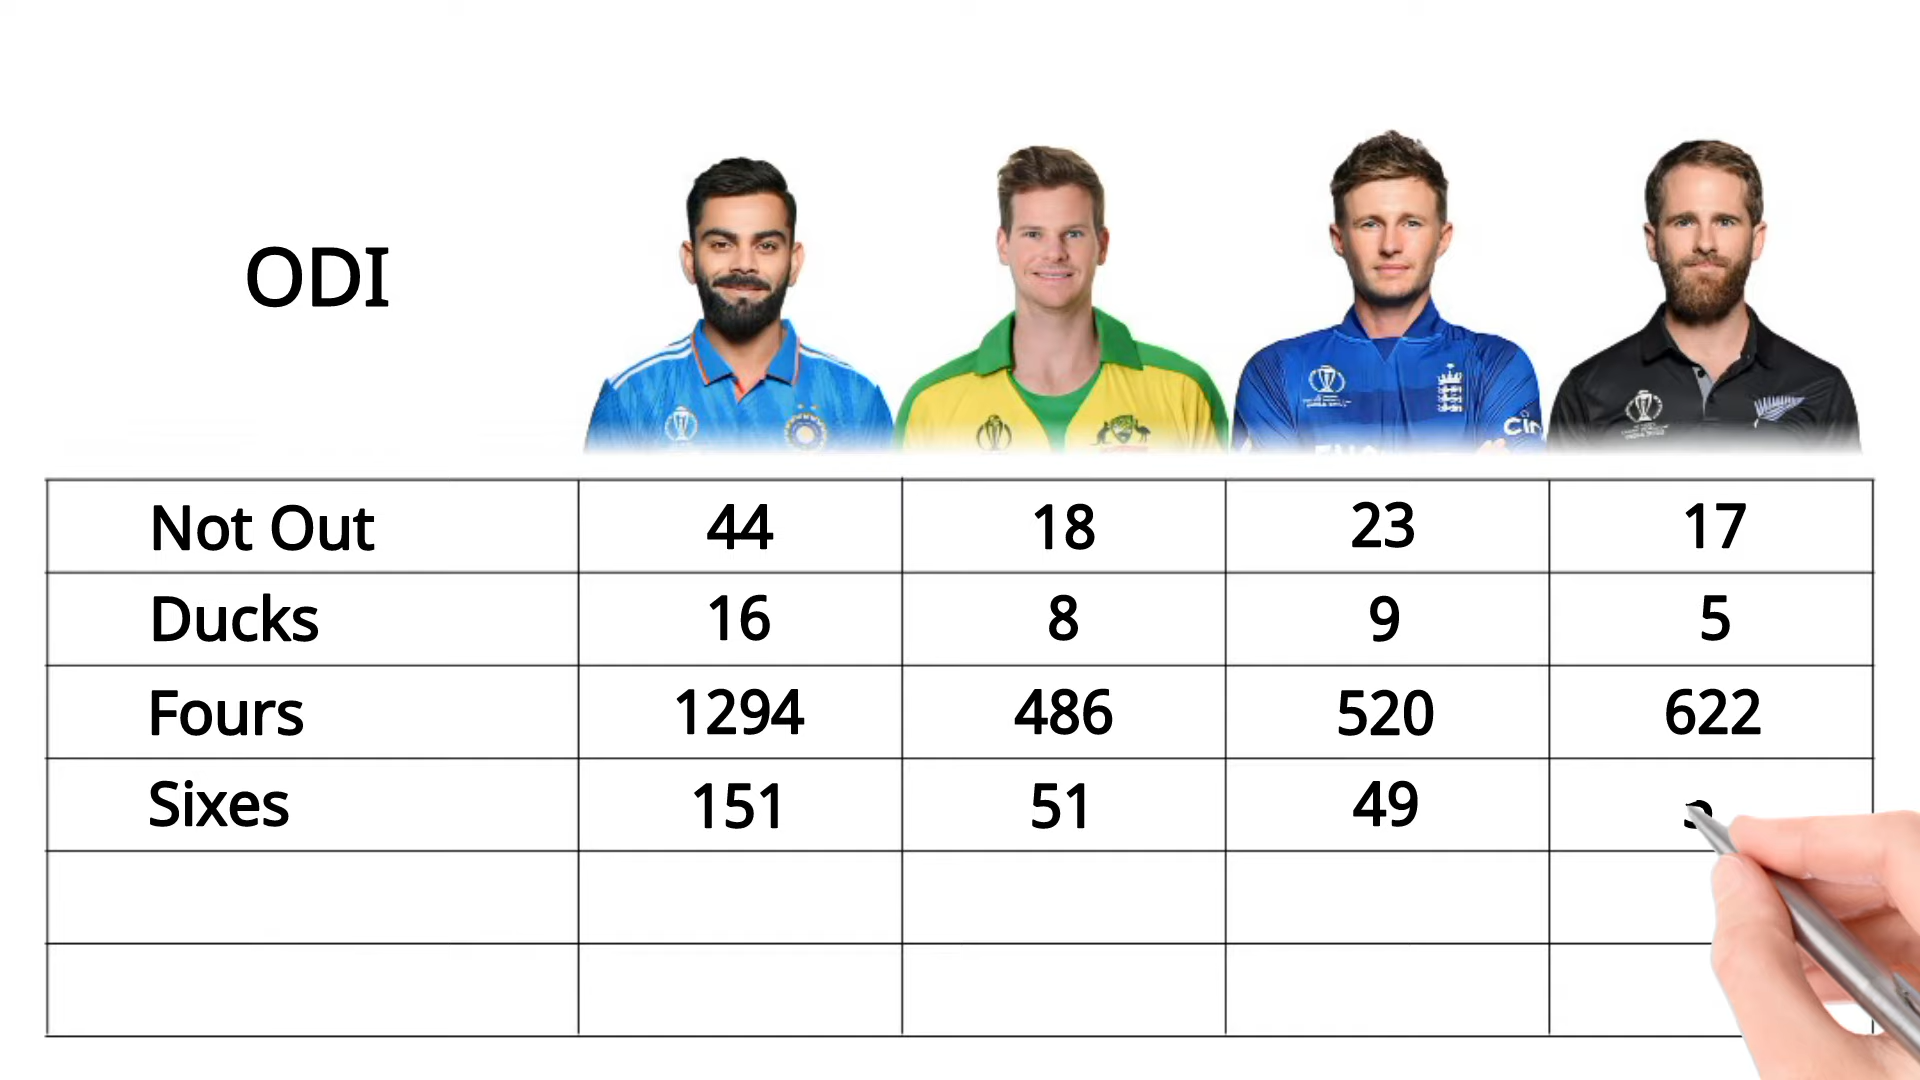 ODI
Not Out 44 18 23 17
Ducks 16 8 9 5
Fours 1294 486 520 622
Sixes 151 51 49